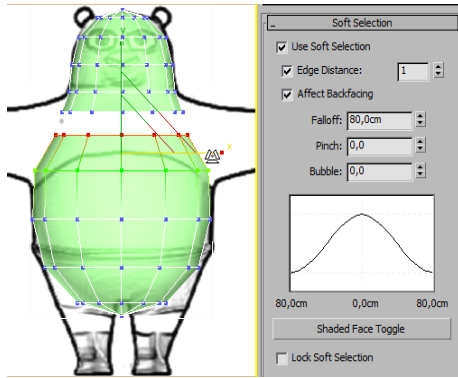 - Soft Selection
Use Soft Selection
Edge Distance: 1
Affect Backfacing
Falloff: 80,0cm
Pinch: 0,0
Bubble: 0,0
80,0cm 0,0cm 80,0cm
Shaded Face Toggle
Lock Soft Selection
Y
X